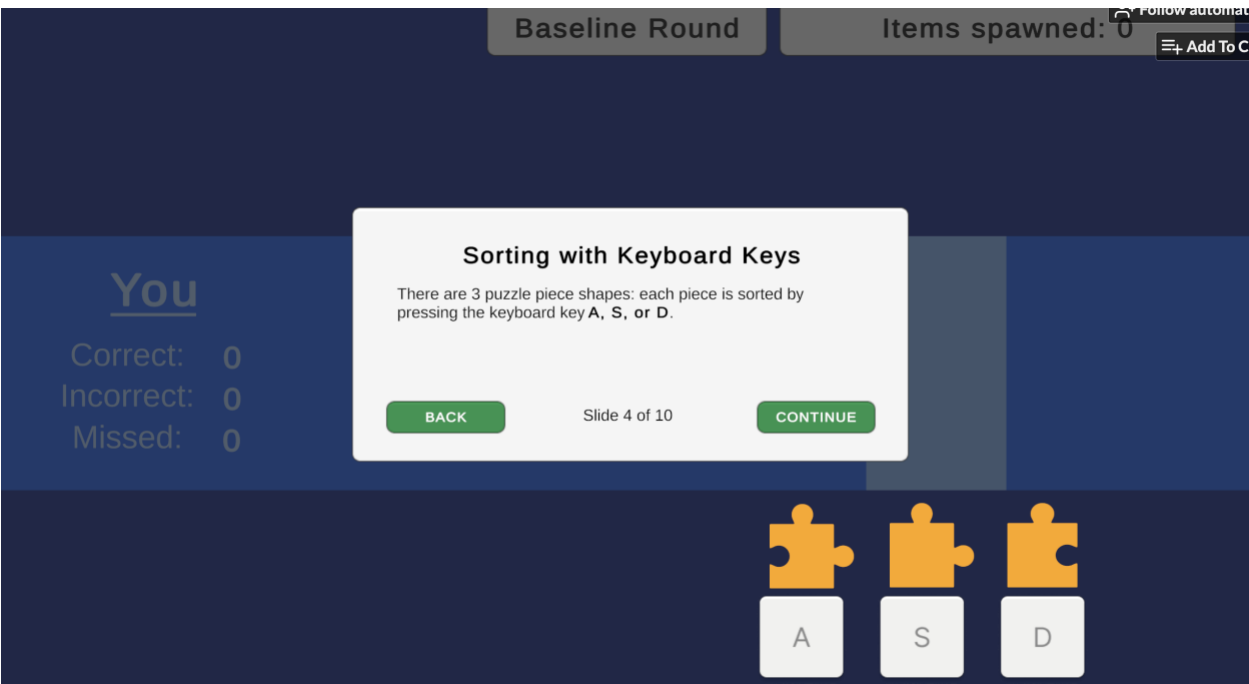 Baseline Round
Items spawned: 0
Follow automat
Add To C
Sorting with Keyboard Keys
There are 3 puzzle piece shapes: each piece is sorted by
pressing the keyboard key A, S, or D.
BACK
Slide 4 of 10
CONTINUE
You
Correct: 0
Incorrect: 0
Missed: 0
A
S
D